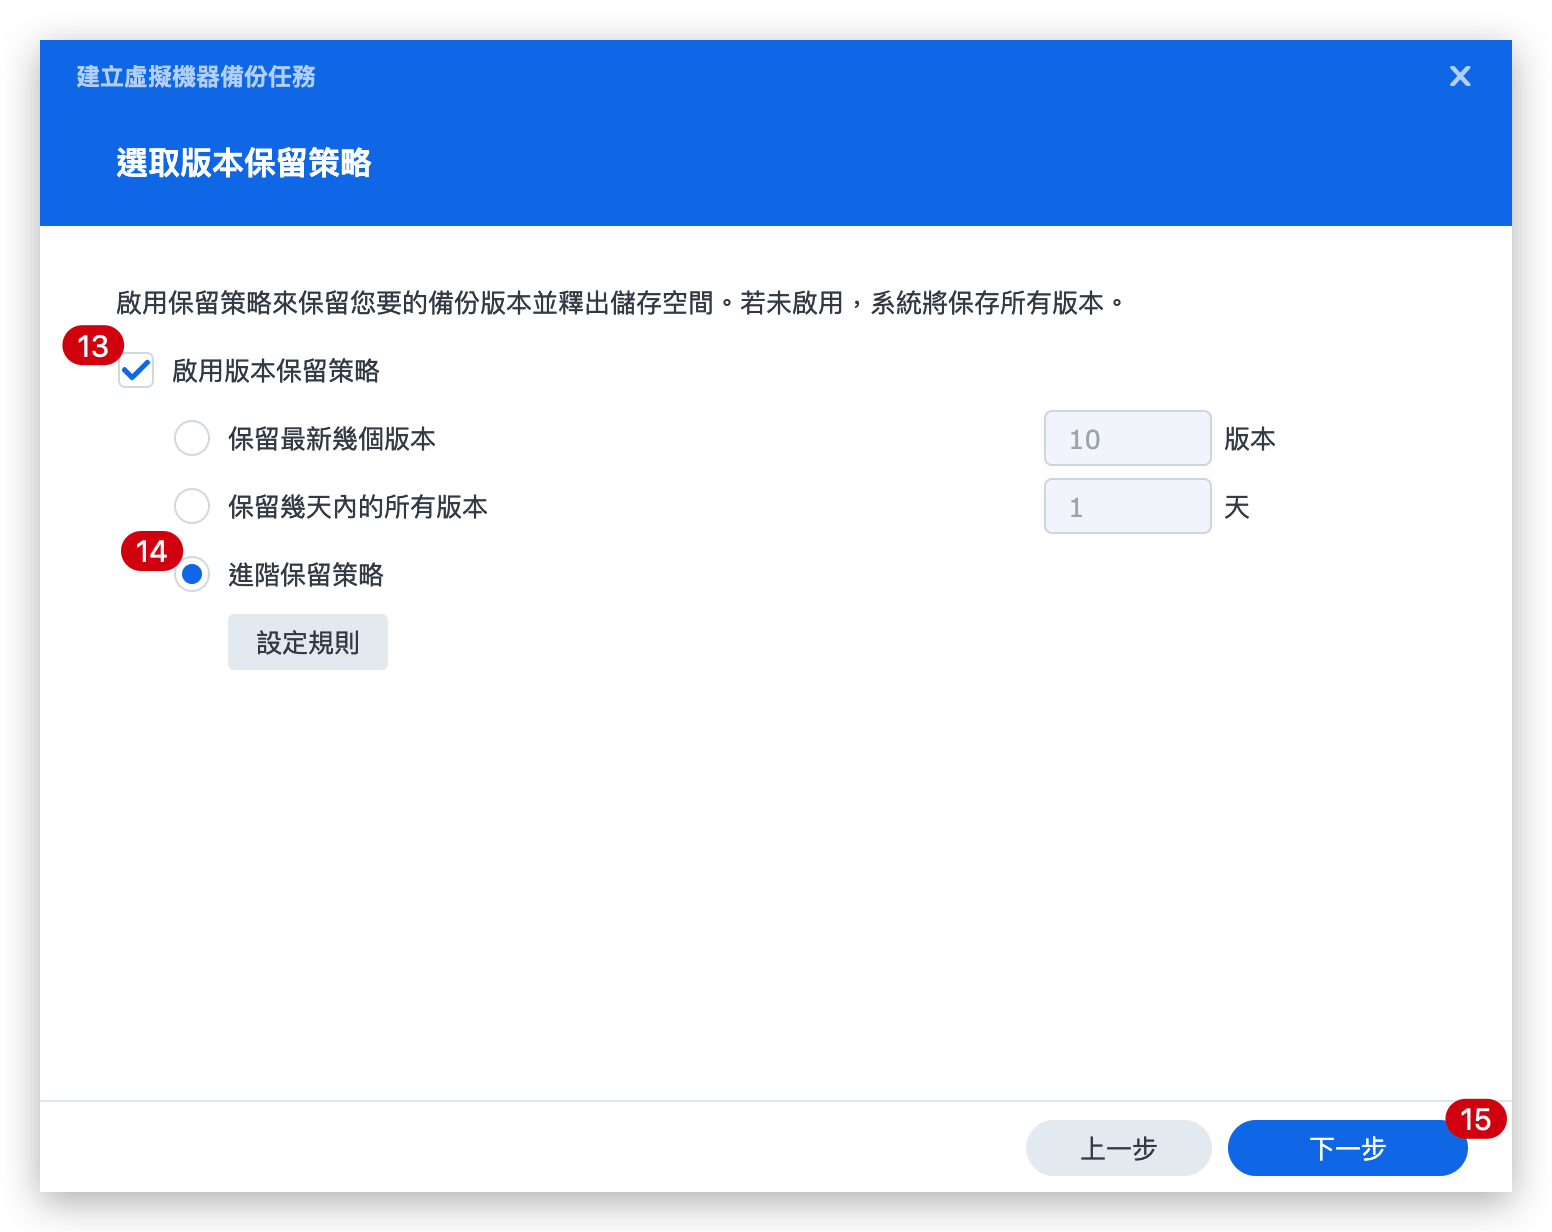 建立虛擬機器備份任務
選取版本保留策略
啟用保留策略來保留您要的備份版本並釋出儲存空間。若未啟用，系統將保存所有版本。
13
啟用版本保留策略
保留最新幾個版本 10 版本
保留幾天內的所有版本 1 天
14
進階保留策略
設定規則
15
上一步 下一步